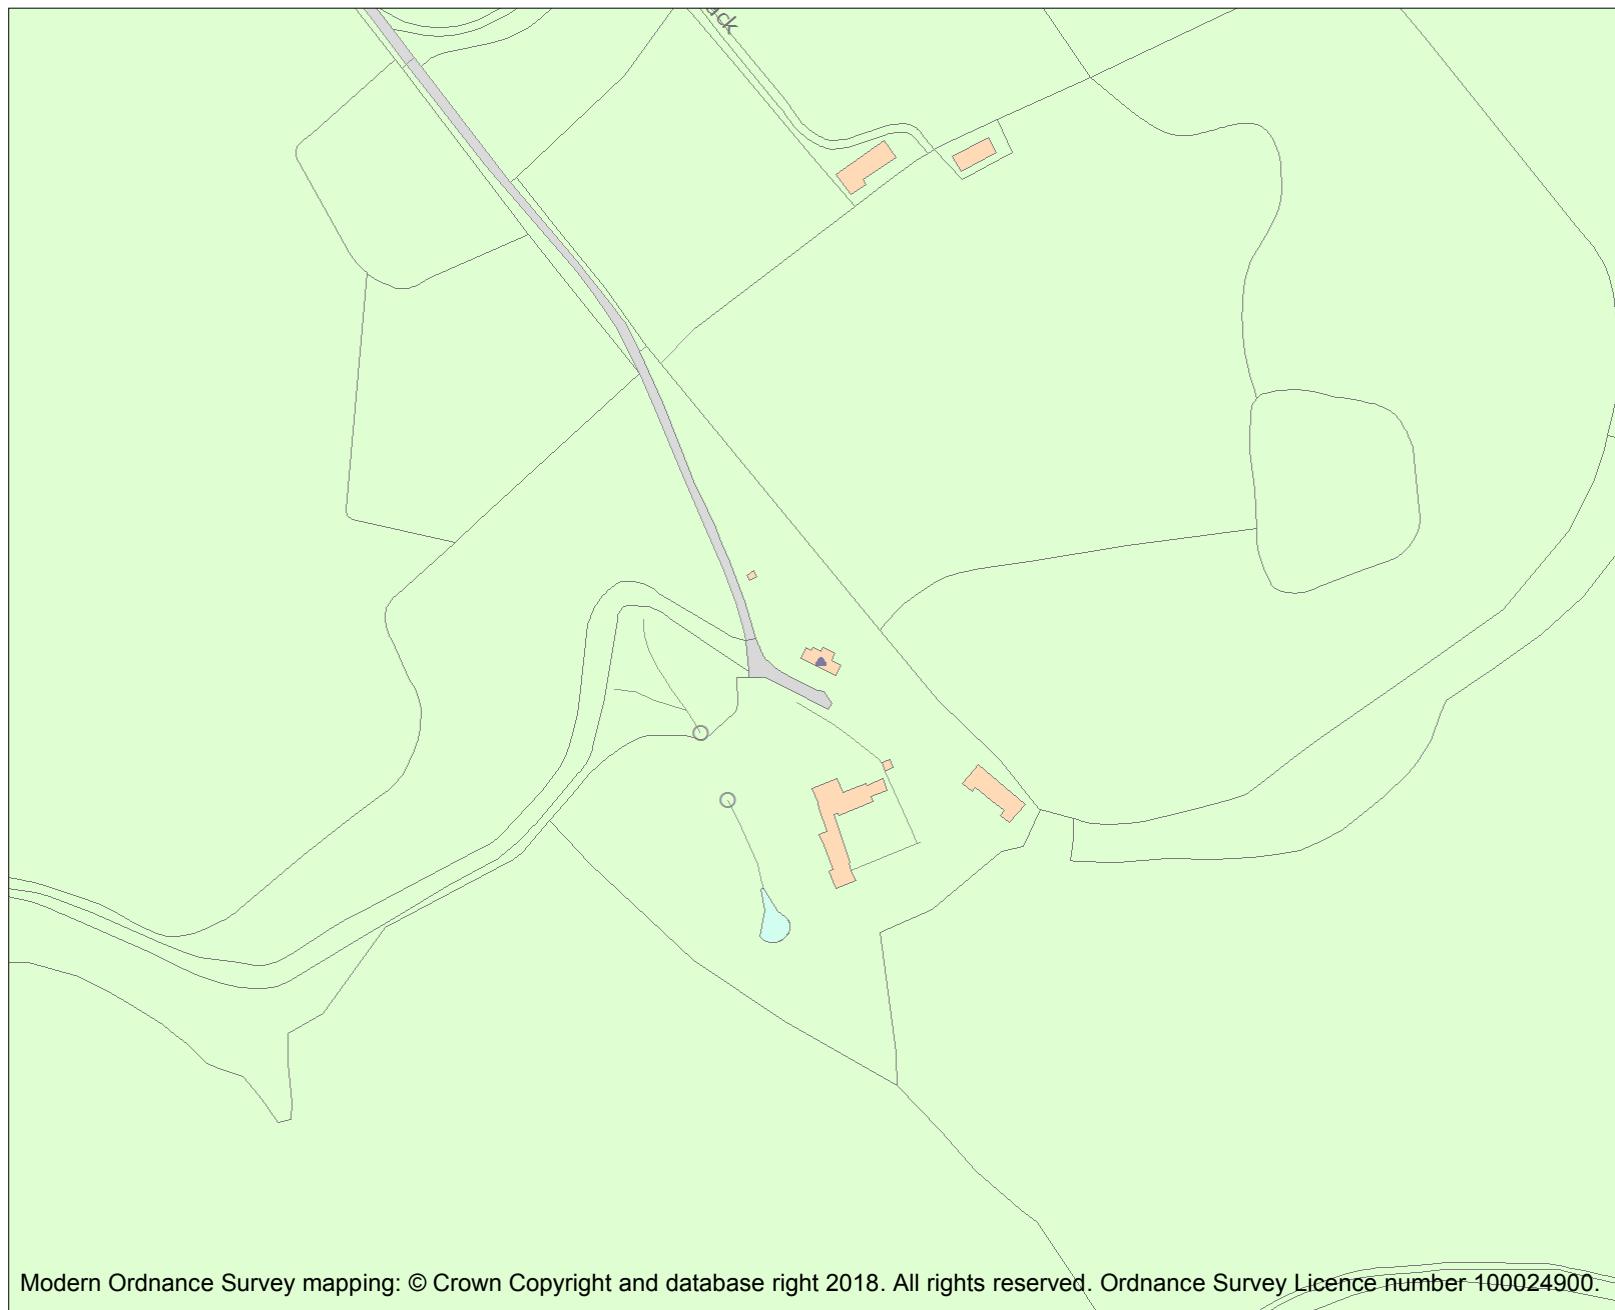 Modern Ordnance Survey mapping: © Crown Copyright and database right 2018. All rights reserved. Ordnance Survey Licence number 100024900.